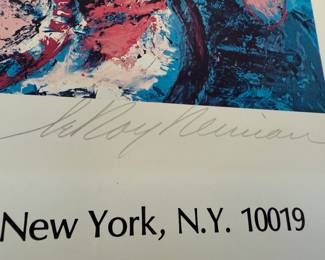 LeRoy Neiman
New York, N.Y. 10019